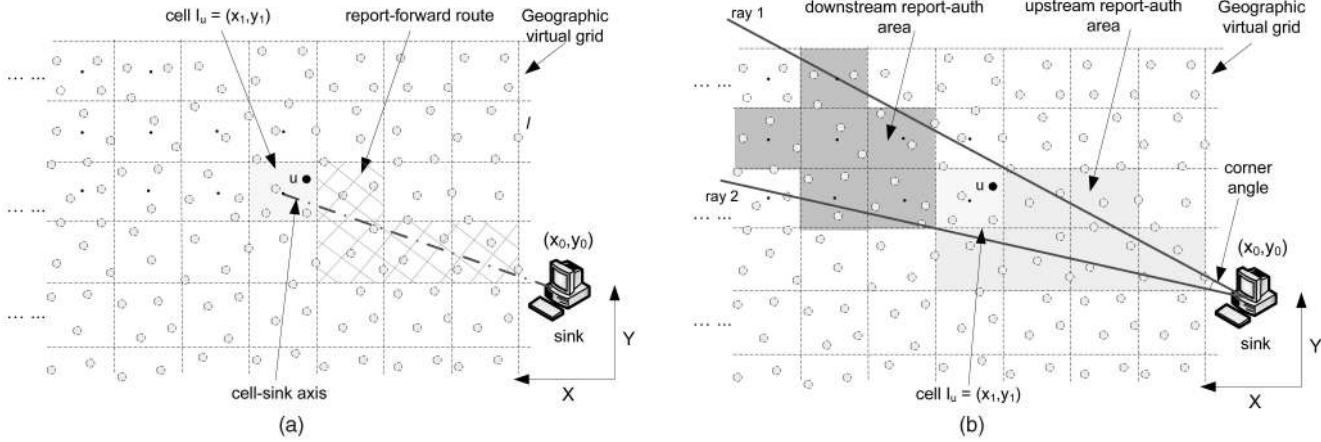 cell Iᵤ = (x₁,y₁)
report-forward route
Geographic
virtual grid
... ...
l
u
... ...
(x₀,y₀)
... ...
sink
Y
X
cell-sink axis
(a)
ray 1
downstream report-auth
area
upstream report-auth
area
Geographic
virtual grid
... ...
u
ray 2
corner
angle
... ...
(x₀,y₀)
... ...
sink
Y
X
cell Iᵤ = (x₁,y₁)
(b)